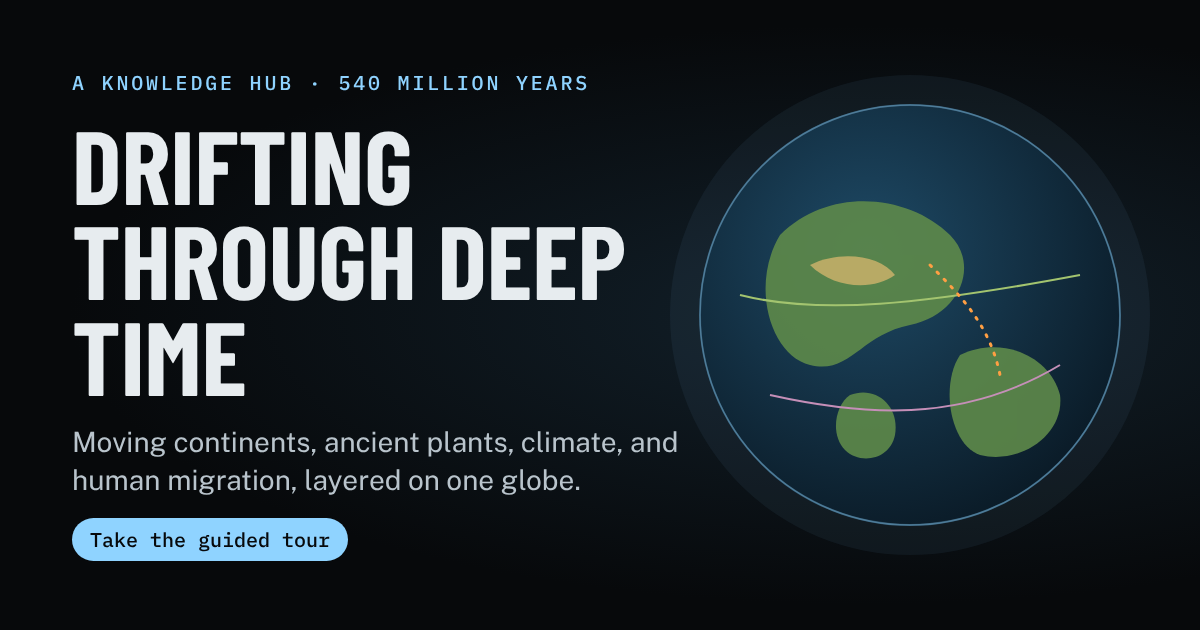 A KNOWLEDGE HUB · 540 MILLION YEARS
DRIFTING
THROUGH DEEP
TIME
Moving continents, ancient plants, climate, and
human migration, layered on one globe.
Take the guided tour